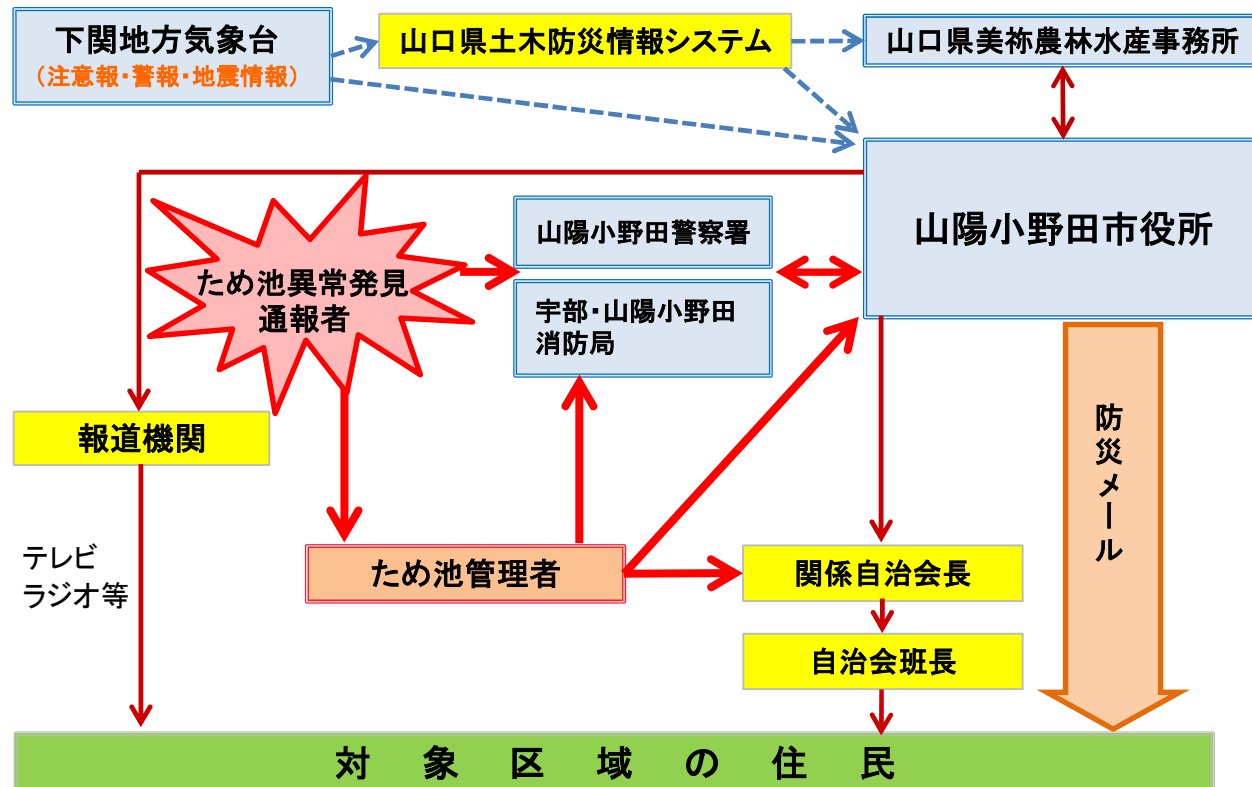 下関地方気象台
（注意報・警報・地震情報）
山口県土木防災情報システム
山口県美祢農林水産事務所
山陽小野田市役所
山陽小野田警察署
宇部・山陽小野田
消防局
ため池異常発見
通報者
報道機関
テレビ
ラジオ等
ため池管理者
関係自治会長
自治会班長
防災メール
対象区域の住民